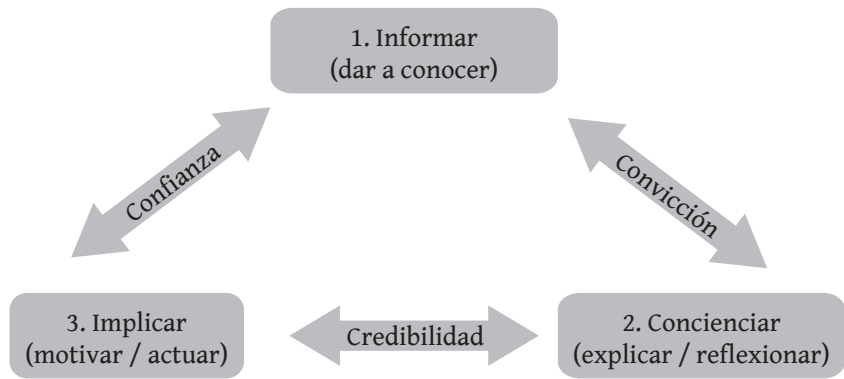 1. Informar
(dar a conocer)
Confianza
Convicción
3. Implicar
(motivar / actuar)
Credibilidad
2. Concienciar
(explicar / reflexionar)